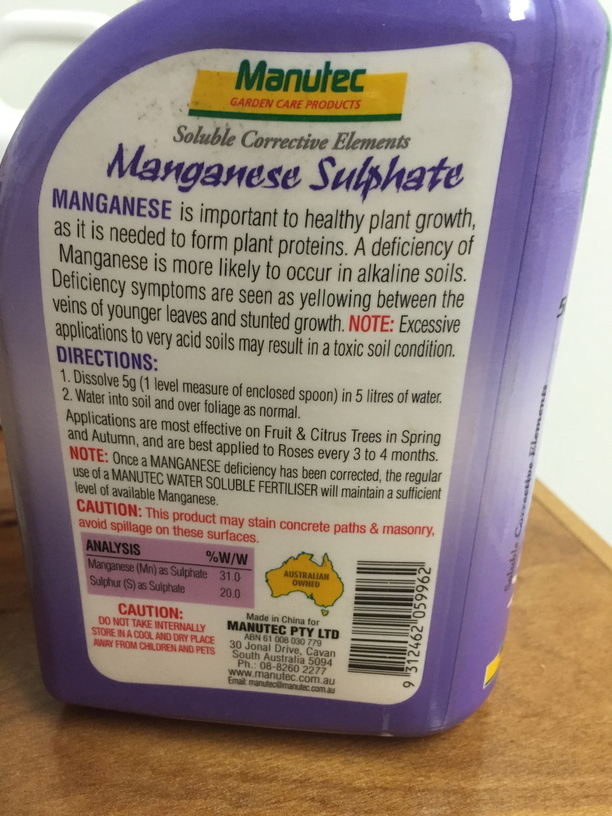 Manutec
GARDEN CARE PRODUCTS
Soluble Corrective Elements
Manganese Sulphate
MANGANESE is important to healthy plant growth,
as it is needed to form plant proteins. A deficiency of
Manganese is more likely to occur in alkaline soils.
Deficiency symptoms are seen as yellowing between the
veins of younger leaves and stunted growth. NOTE: Excessive
applications to very acid soils may result in a toxic soil condition.
DIRECTIONS:
1. Dissolve 5g (1 level measure of enclosed spoon) in 5 litres of water.
2. Water into soil and over foliage as normal.
Applications are most effective on Fruit & Citrus Trees in Spring
and Autumn, and are best applied to Roses every 3 to 4 months.
NOTE: Once a MANGANESE deficiency has been corrected, the regular
use of a MANUTEC WATER SOLUBLE FERTILISER will maintain a sufficient
level of available Manganese.
CAUTION: This product may stain concrete paths & masonry,
avoid spillage on these surfaces.
ANALYSIS %W/W
Manganese (Mn) as Sulphate 31.0
Sulphur (S) as Sulphate 20.0
AUSTRALIAN
OWNED
CAUTION:
DO NOT TAKE INTERNALLY
STORE IN A COOL AND DRY PLACE
AWAY FROM CHILDREN AND PETS
Made in China for
MANUTEC PTY LTD
ABN 61 008 030 779
30 Jonal Drive, Cavan
South Australia 5094
Ph.: 08-8260 2277
www.manutec.com.au
Email: manutec@manutec.com.au
9 312462 059962
Soluble Corrective Elements